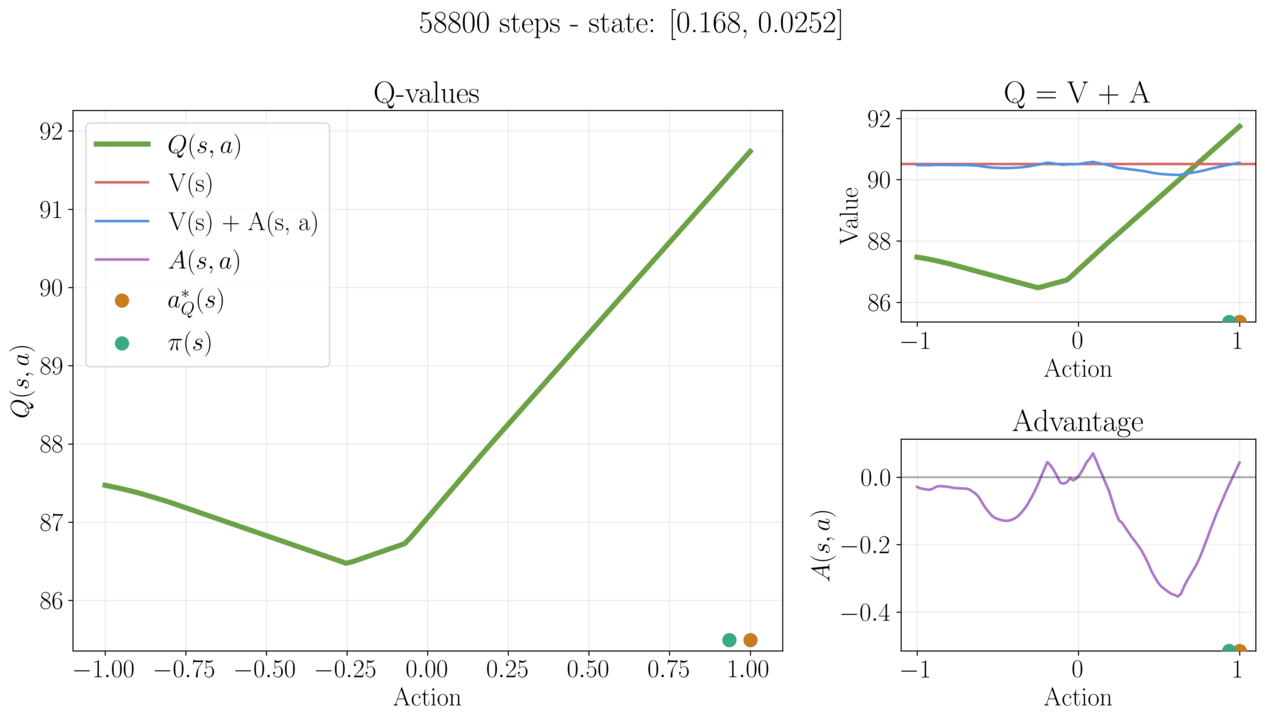 58800 steps - state: [0.168, 0.0252]
Q-values
Q(s, a)
92
91
90
89
88
87
86
−1.00 −0.75 −0.50 −0.25 0.00 0.25 0.50 0.75 1.00
Action
Q(s, a)
V(s)
V(s) + A(s, a)
A(s, a)
a*_Q(s)
π(s)
Q = V + A
Value
92
90
88
86
−1 0 1
Action
Advantage
A(s, a)
0.0
−0.2
−0.4
−1 0 1
Action